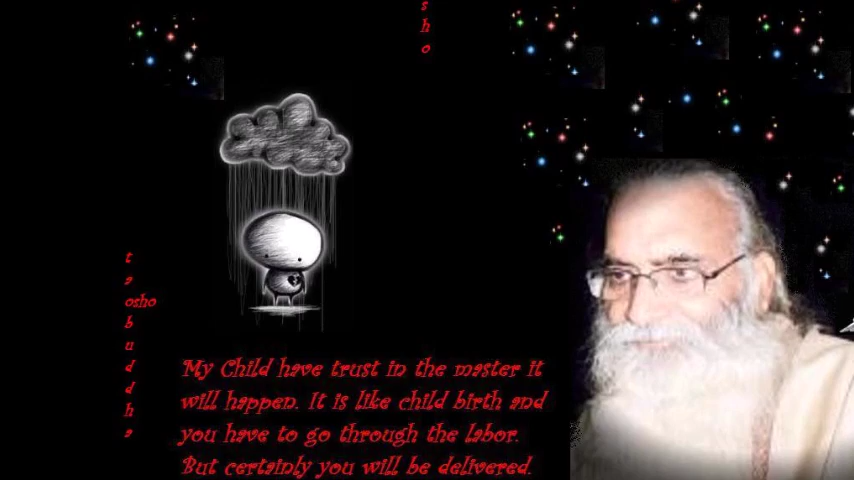 s
h
o
t
a
osho
b
u
d
d
h
a
My Child have trust in the master it
will happen. It is like child birth and
you have to go through the labor.
But certainly you will be delivered.